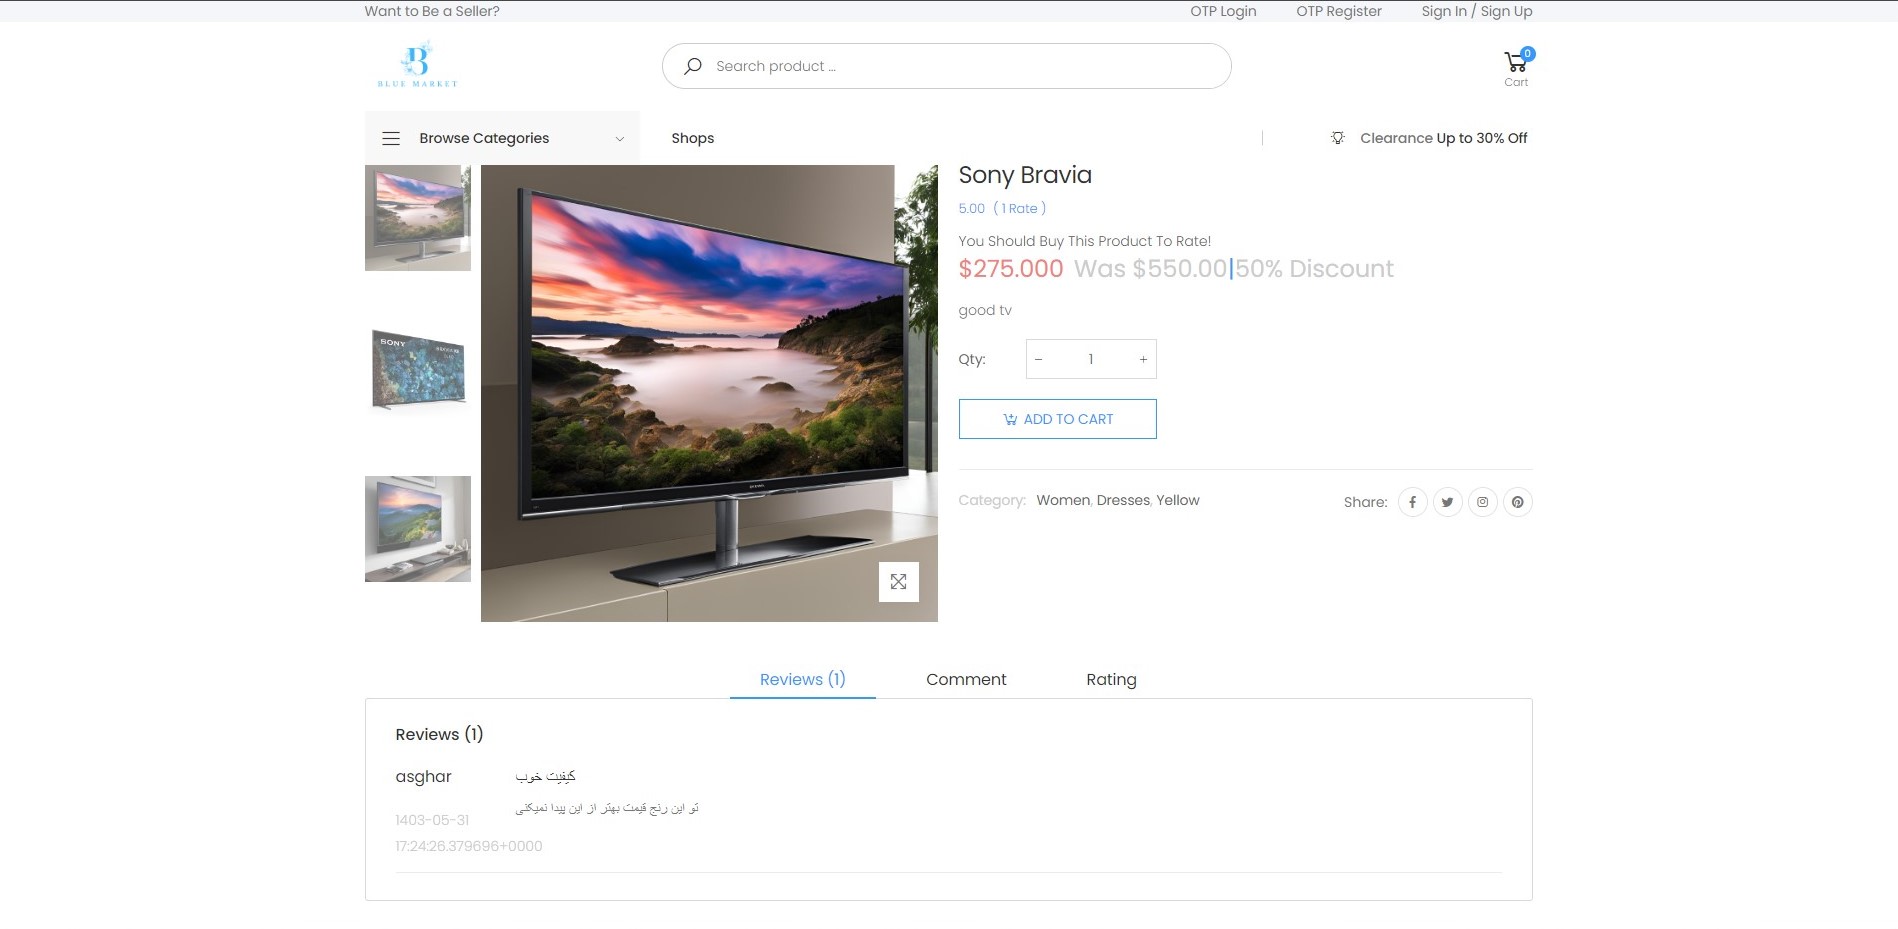 Want to Be a Seller?
OTP Login
OTP Register
Sign In / Sign Up
B
BLUE MARKET
Search product ...
0
Cart
Browse Categories
Shops
Clearance Up to 30% Off
SONY
Sony Bravia
5.00 ( 1 Rate )
You Should Buy This Product To Rate!
$275.000 Was $550.00|50% Discount
good tv
Qty:
− 1 +
ADD TO CART
Category: Women, Dresses, Yellow
Share:
Reviews (1)
Comment
Rating
Reviews (1)
asghar
کیفیت خوب
تو این رنج قیمت بهتر از این پیدا نمیکنی
1403-05-31
17:24:26.379696+0000